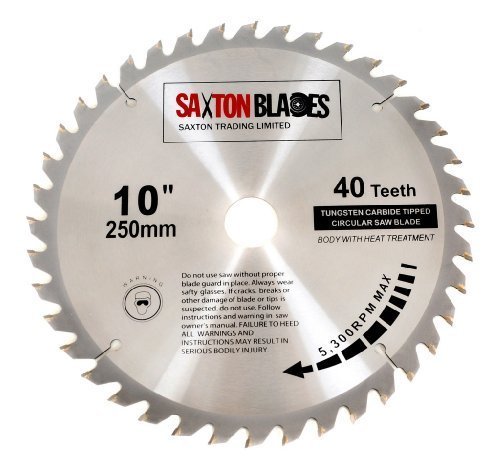 SAXTON BLADES
SAXTON TRADING LIMITED
10"
250mm
40 Teeth
TUNGSTEN CARBIDE TIPPED
CIRCULAR SAW BLADE
BODY WITH HEAT TREATMENT
WARNING
Do not use saw without proper
blade guard in place. Always wear
safty glasses. If cracks, breaks or
other damage of blade or tips is
suspected, do not use. Follow
instructions and warning in saw
owner's manual. FAILURE TO HEED
ALL WARNINGS AND
INSTRUCTIONS MAY RESULT IN
SERIOUS BODILY INJURY
5,300RPM MAX